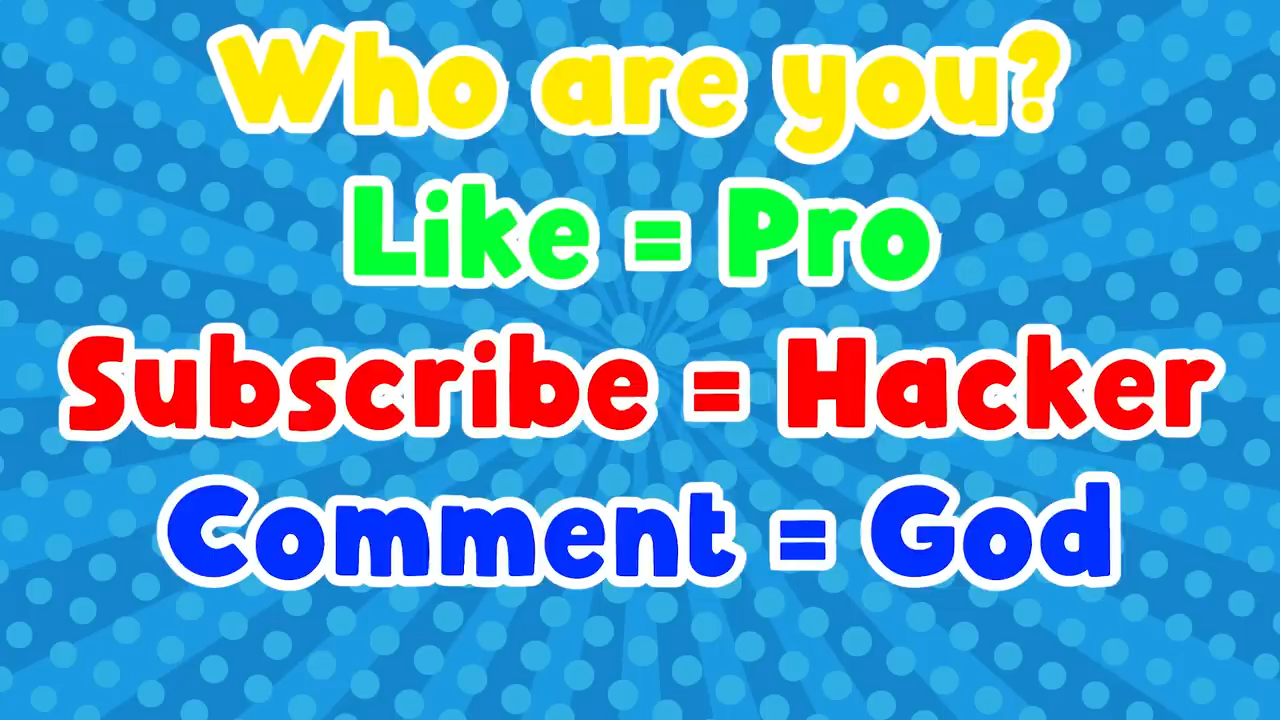 Who are you?
Like = Pro
Subscribe = Hacker
Comment = God